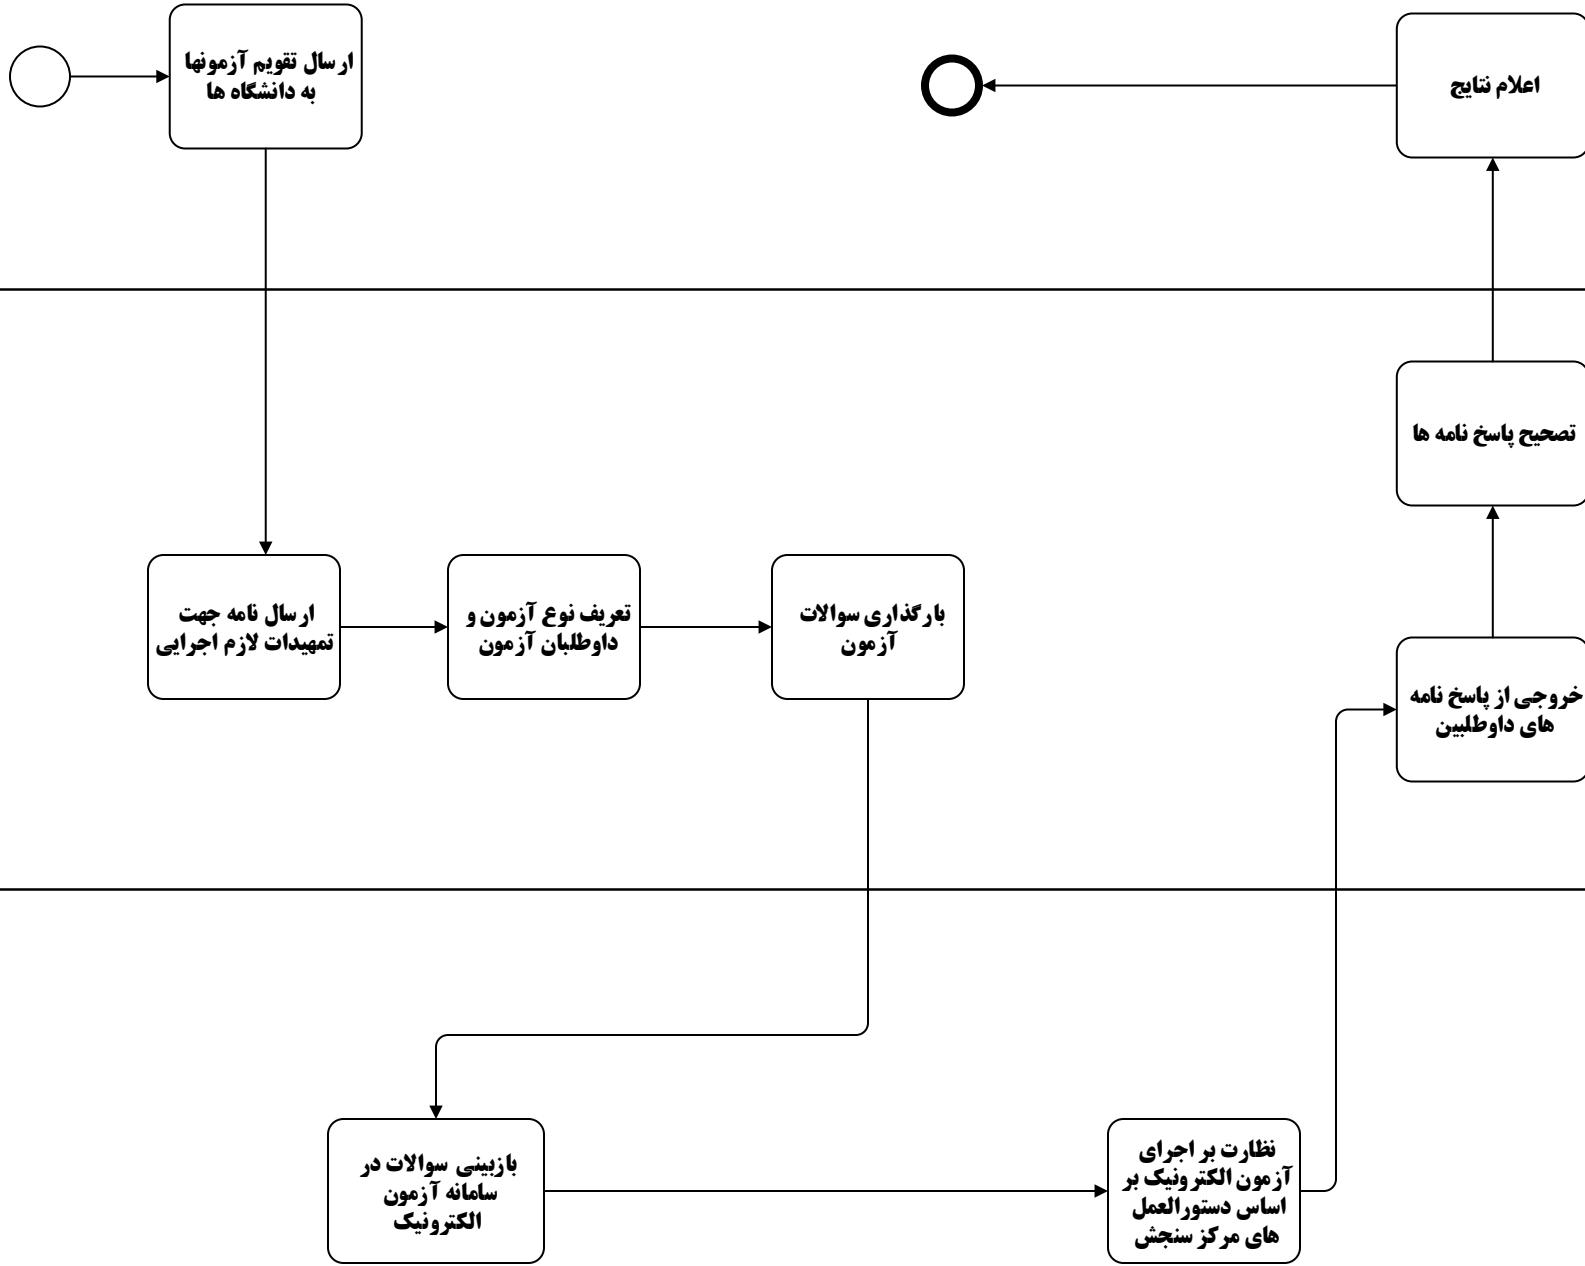 ارسال تقویم آزمونها
به دانشگاه ها
اعلام نتایج
تصحیح پاسخ نامه ها
ارسال نامه جهت
تمهیدات لازم اجرایی
تعریف نوع آزمون و
داوطلبان آزمون
بارگذاری سوالات
آزمون
خروجی از پاسخ نامه
های داوطلبین
بازبینی سوالات در
سامانه آزمون
الکترونیک
نظارت بر اجرای
آزمون الکترونیک بر
اساس دستورالعمل
های مرکز سنجش